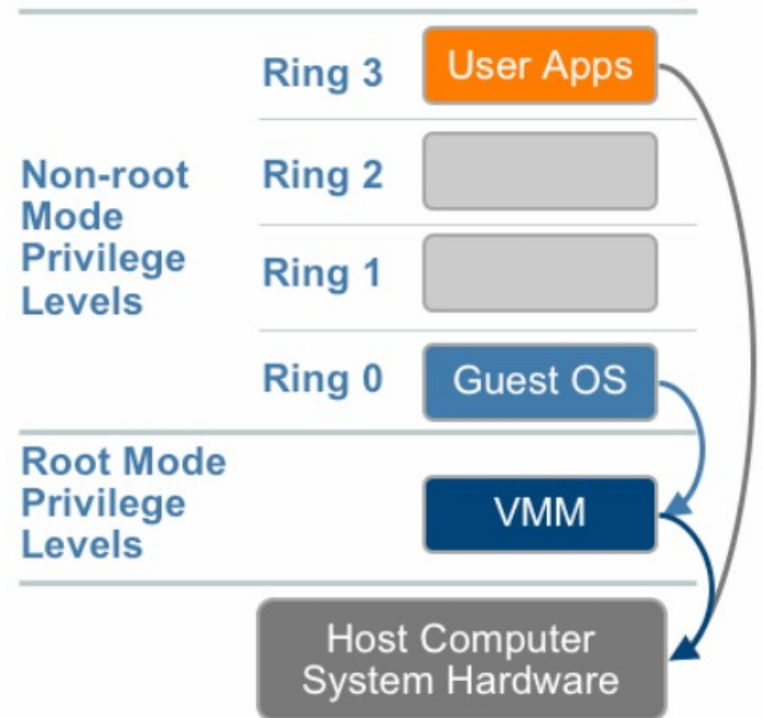 Ring 3
User Apps
Non-root
Mode
Privilege
Levels
Ring 2
Ring 1
Ring 0
Guest OS
Root Mode
Privilege
Levels
VMM
Host Computer
System Hardware